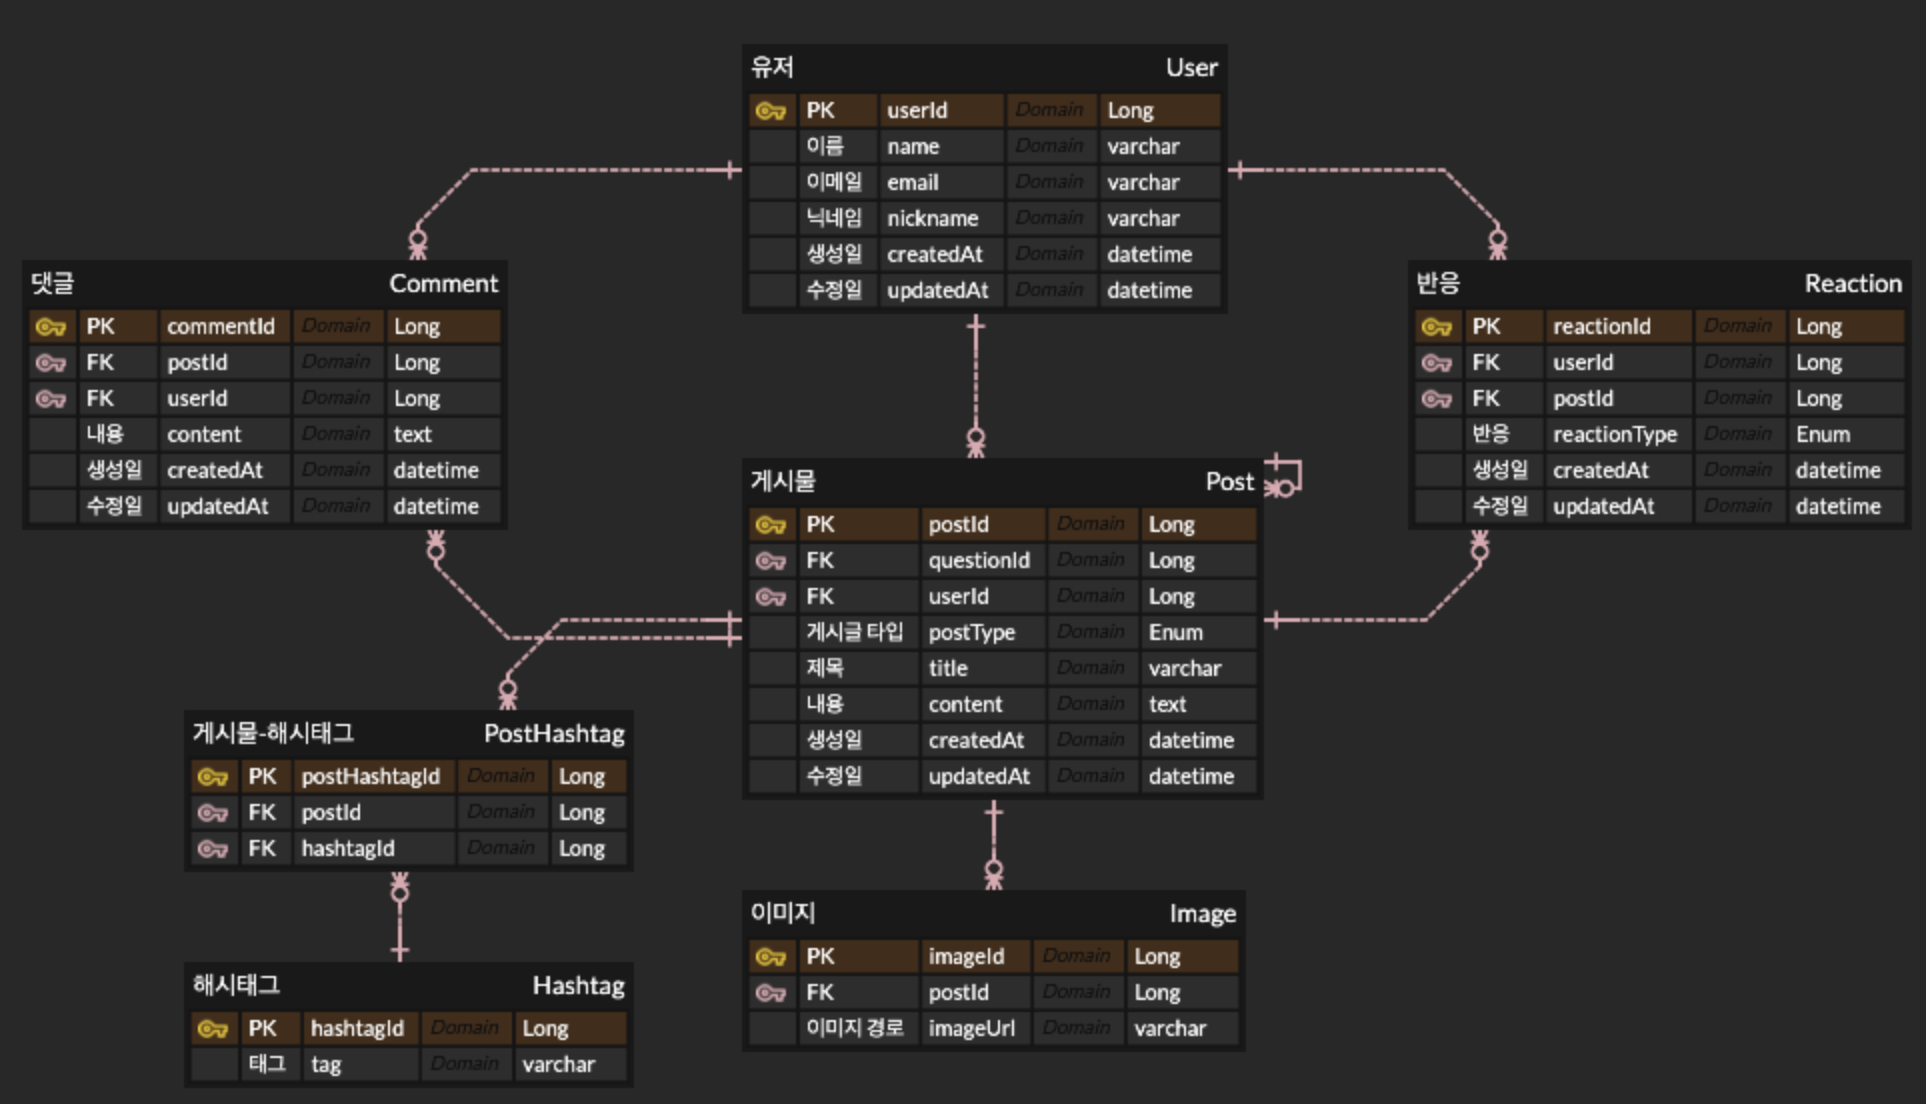 유저 User
PK userId Domain Long
이름 name Domain varchar
이메일 email Domain varchar
닉네임 nickname Domain varchar
생성일 createdAt Domain datetime
수정일 updatedAt Domain datetime
댓글 Comment
PK commentId Domain Long
FK postId Domain Long
FK userId Domain Long
내용 content Domain text
생성일 createdAt Domain datetime
수정일 updatedAt Domain datetime
반응 Reaction
PK reactionId Domain Long
FK userId Domain Long
FK postId Domain Long
반응 reactionType Domain Enum
생성일 createdAt Domain datetime
수정일 updatedAt Domain datetime
게시물 Post
PK postId Domain Long
FK questionId Domain Long
FK userId Domain Long
게시글 타입 postType Domain Enum
제목 title Domain varchar
내용 content Domain text
생성일 createdAt Domain datetime
수정일 updatedAt Domain datetime
게시물-해시태그 PostHashtag
PK postHashtagId Domain Long
FK postId Domain Long
FK hashtagId Domain Long
이미지 Image
PK imageId Domain Long
FK postId Domain Long
이미지 경로 imageUrl Domain varchar
해시태그 Hashtag
PK hashtagId Domain Long
태그 tag Domain varchar